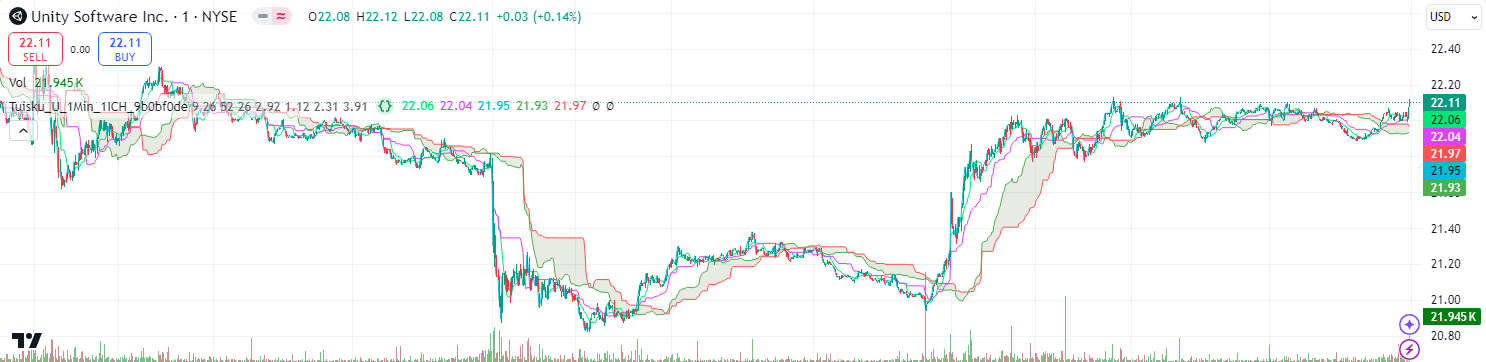 Unity Software Inc. · 1 · NYSE O22.08 H22.12 L22.08 C22.11 +0.03 (+0.14%)
USD
22.11
SELL
0.00
22.11
BUY
Vol 21.945K
Tuisku_U_1Min_1ICH_9b0bf0de 9 26 52 26 2.92 1.12 2.31 3.91 {} 22.06 22.04 21.95 21.93 21.97 Ø Ø
22.40
22.20
22.11
22.06
22.04
21.97
21.95
21.93
21.40
21.20
21.00
21.945K
20.80